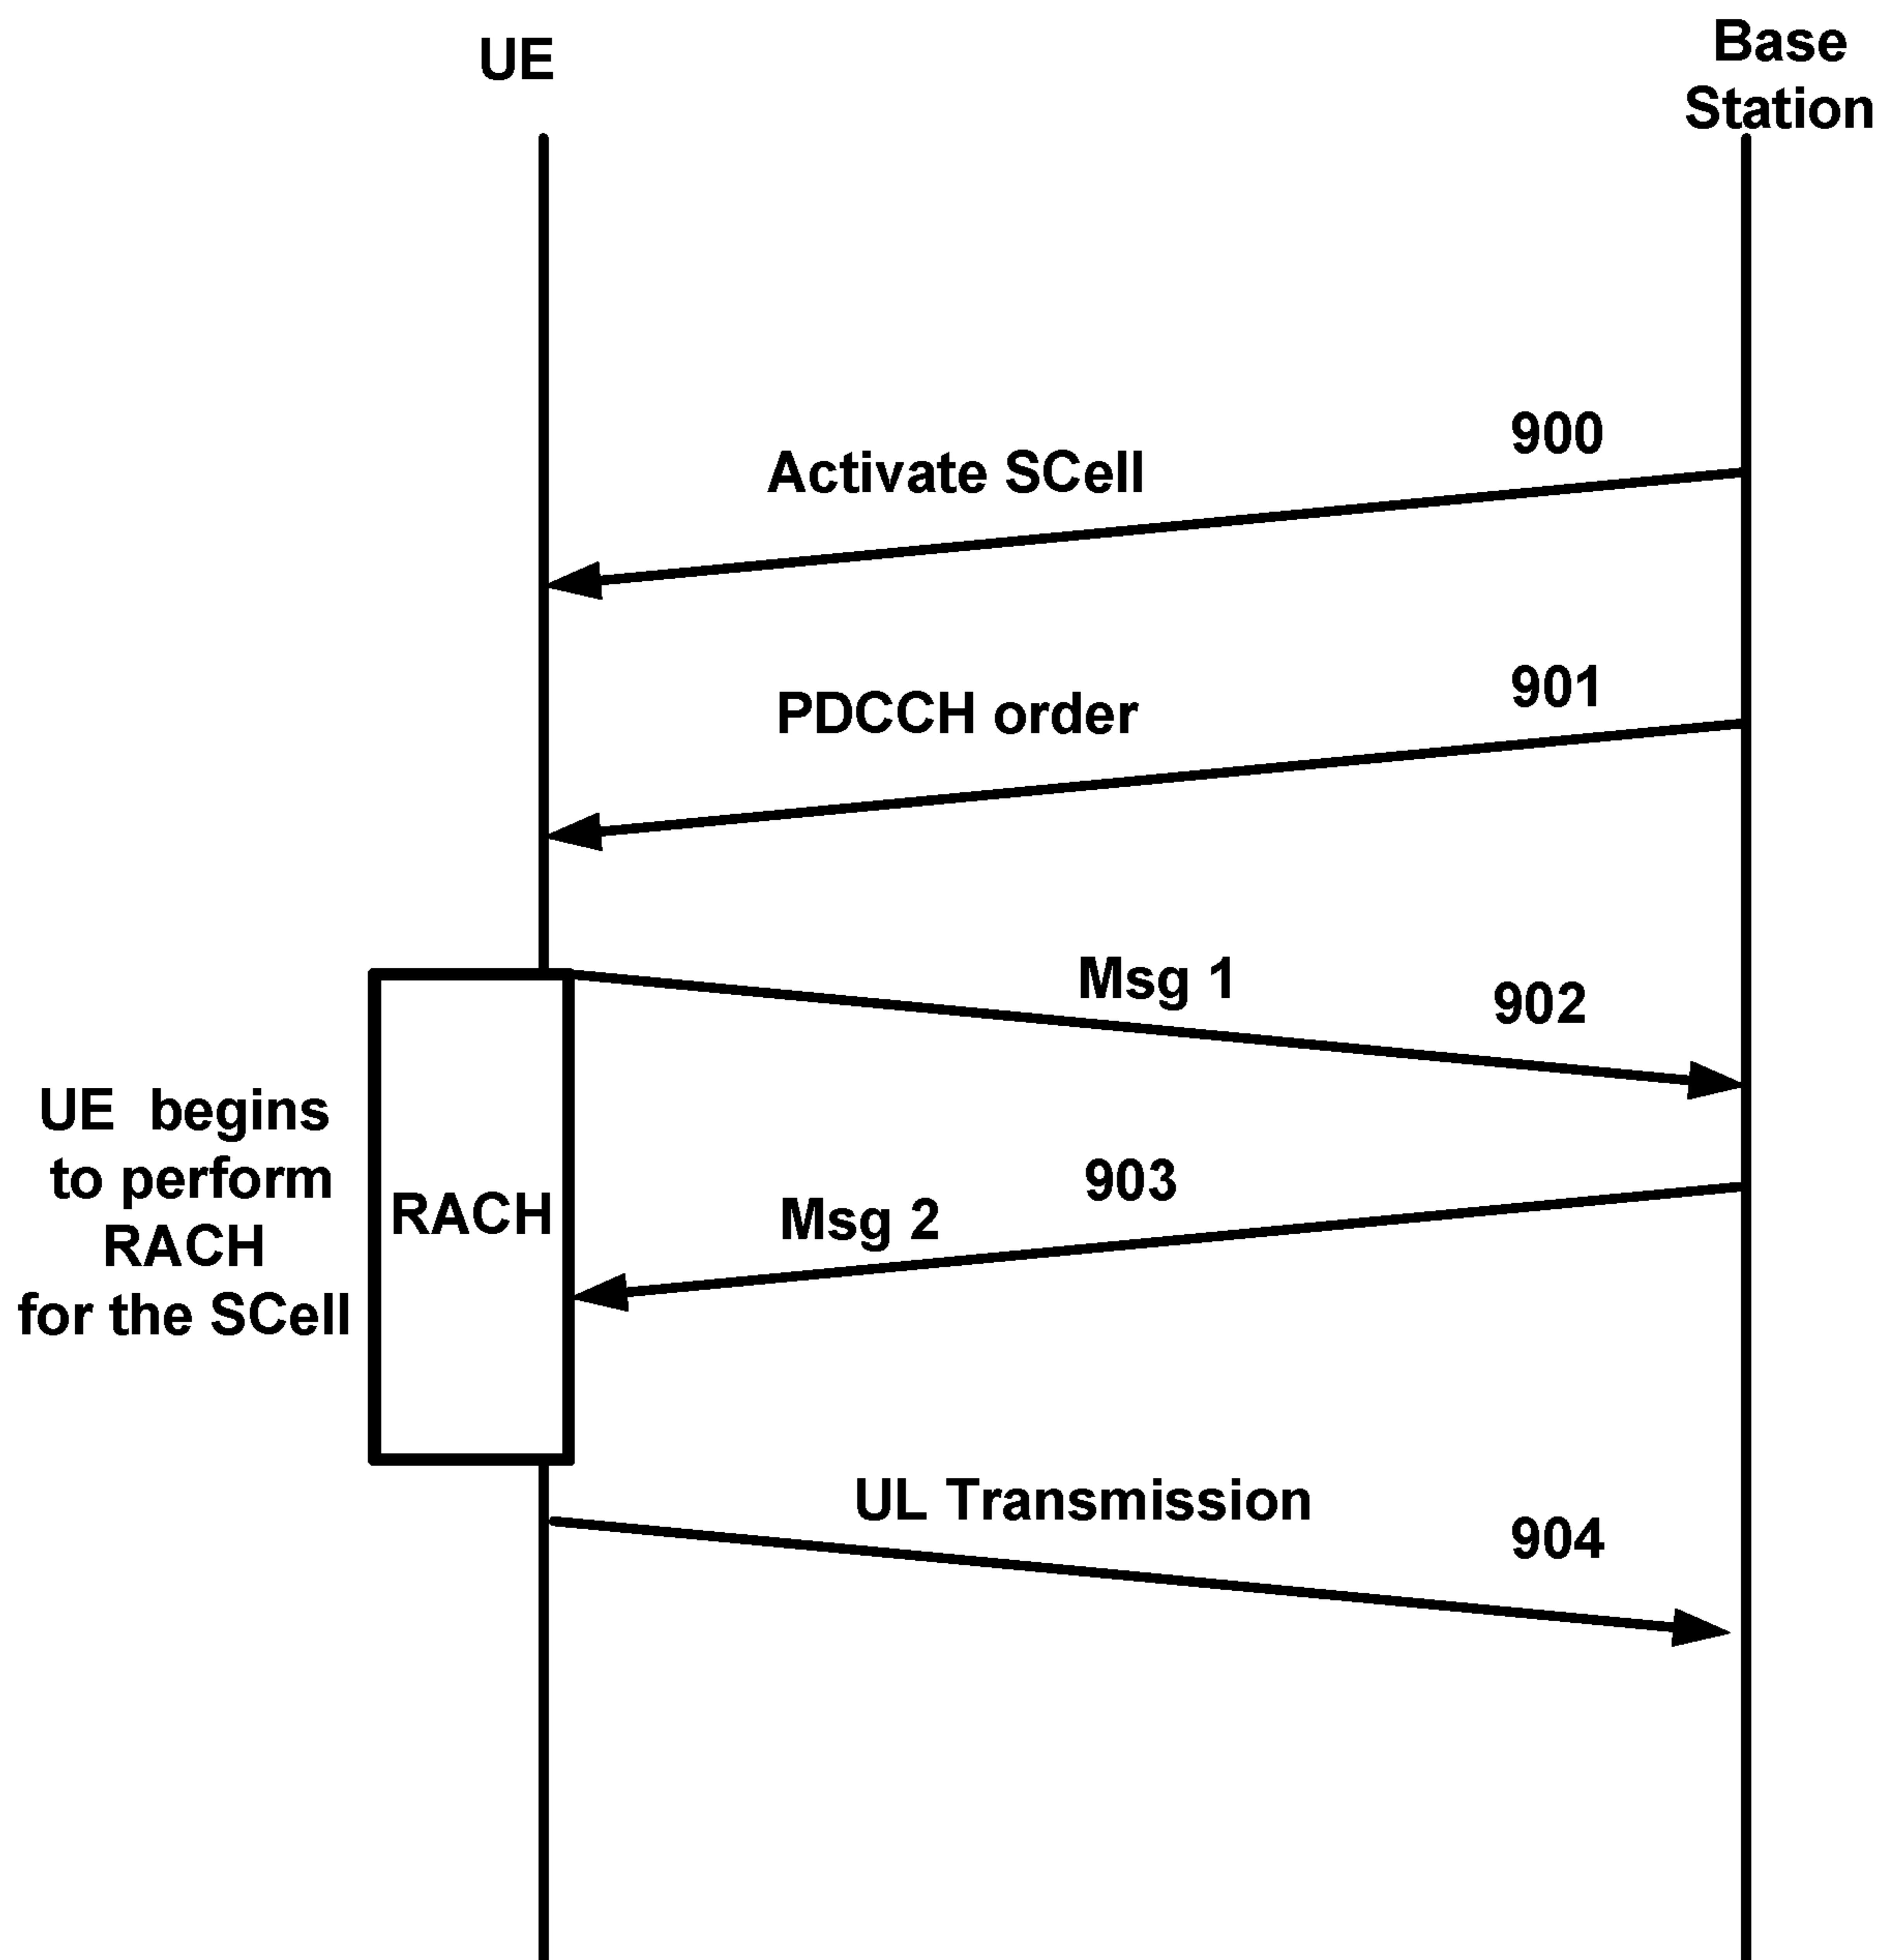 UE
Base
Station
900
Activate SCell
901
PDCCH order
Msg 1
902
UE begins
to perform
RACH
for the SCell
RACH
903
Msg 2
UL Transmission
904